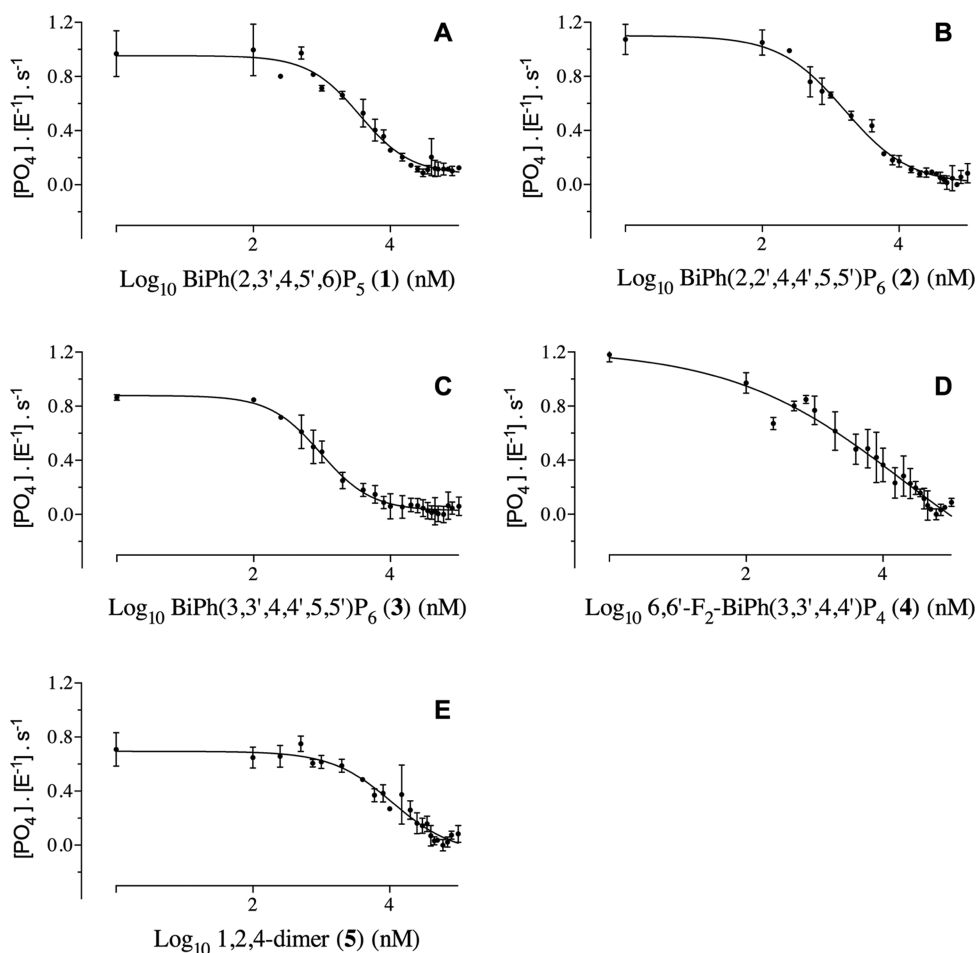 A
1.2
0.8
0.4
0.0
[PO₄] . [E⁻¹] . s⁻¹
2
4
Log₁₀ BiPh(2,3',4,5',6)P₅ (1) (nM)
B
1.2
0.8
0.4
0.0
[PO₄] . [E⁻¹] . s⁻¹
2
4
Log₁₀ BiPh(2,2',4,4',5,5')P₆ (2) (nM)
C
1.2
0.8
0.4
0.0
[PO₄] . [E⁻¹] . s⁻¹
2
4
Log₁₀ BiPh(3,3',4,4',5,5')P₆ (3) (nM)
D
1.2
0.8
0.4
0.0
[PO₄] . [E⁻¹] . s⁻¹
2
4
Log₁₀ 6,6'-F₂-BiPh(3,3',4,4')P₄ (4) (nM)
E
1.2
0.8
0.4
0.0
[PO₄] . [E⁻¹] . s⁻¹
2
4
Log₁₀ 1,2,4-dimer (5) (nM)